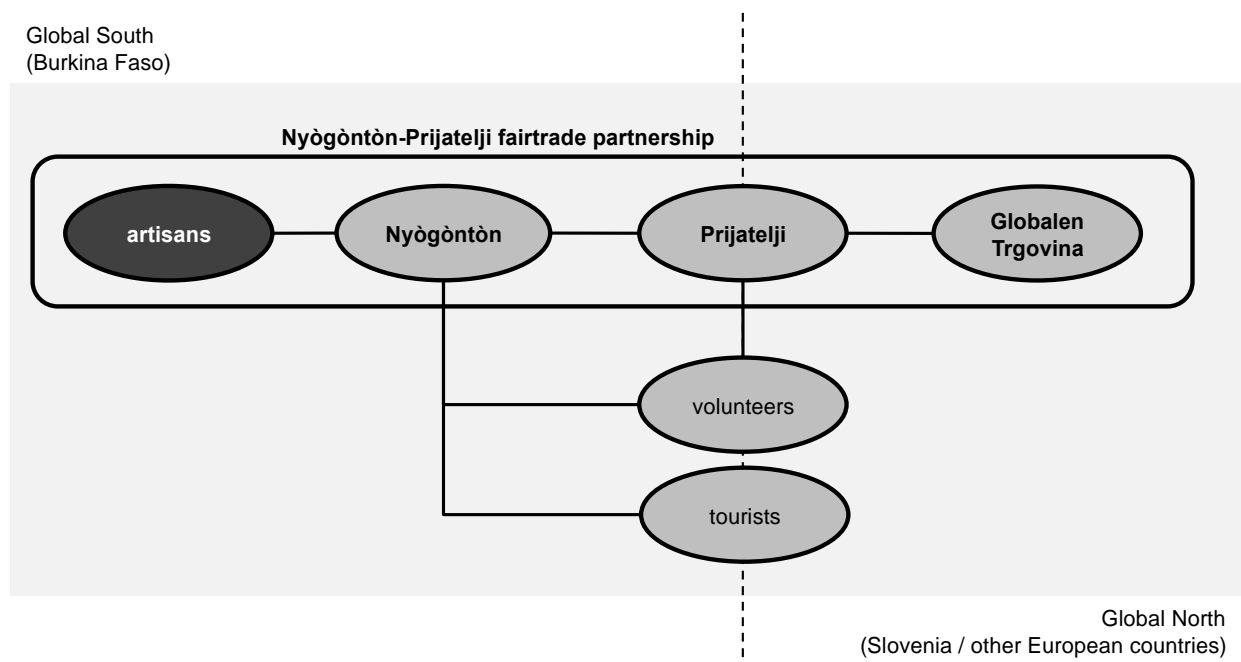 Global South
(Burkina Faso)
Nyògòntòn-Prijatelji fairtrade partnership
artisans
Nyògòntòn
Prijatelji
Globalen
Trgovina
volunteers
tourists
Global North
(Slovenia / other European countries)